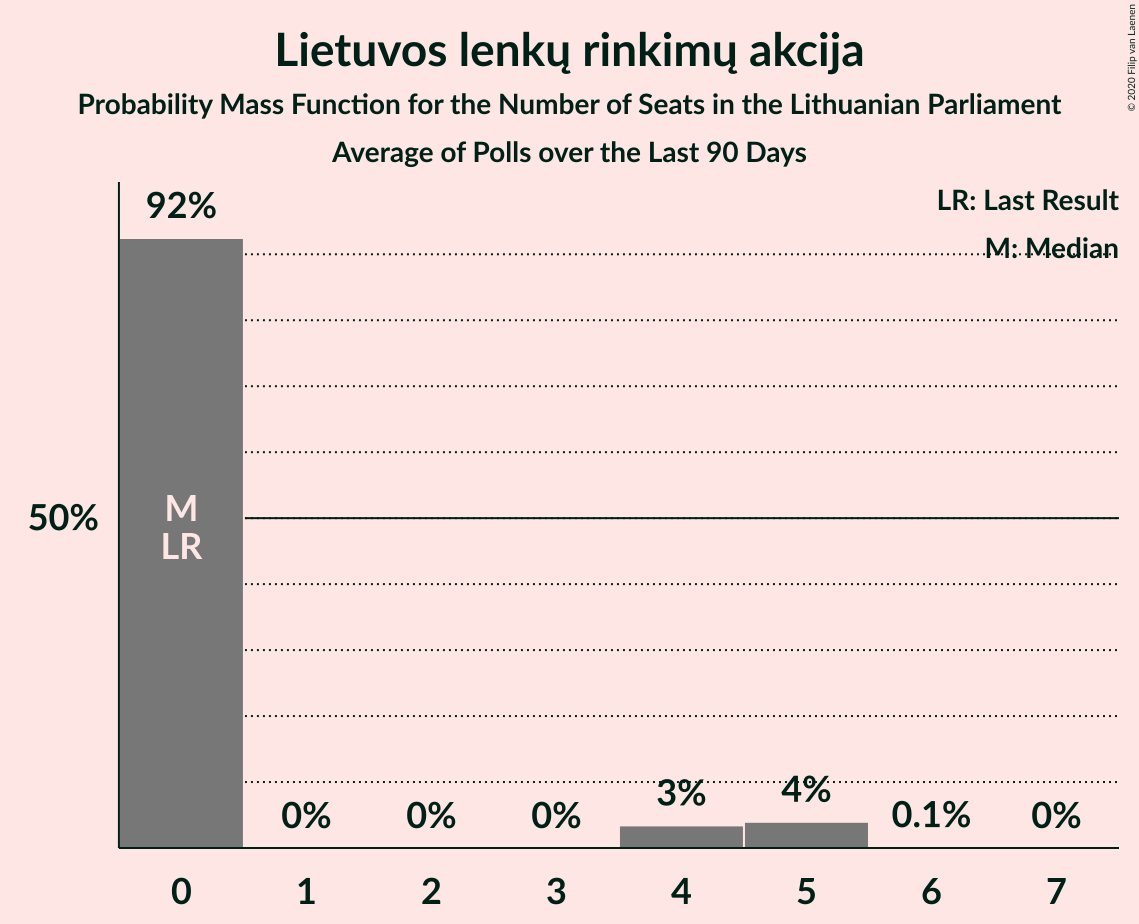 Lietuvos lenkų rinkimų akcija
Probability Mass Function for the Number of Seats in the Lithuanian Parliament
Average of Polls over the Last 90 Days
© 2020 Filip van Laenen
LR: Last Result
M: Median
92%
50%
M
LR
0%
0%
0%
3%
4%
0.1%
0%
0
1
2
3
4
5
6
7